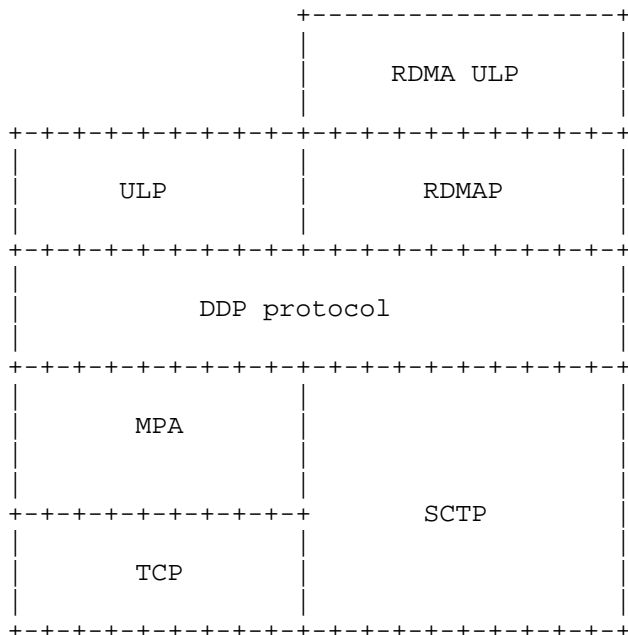 RDMA ULP
ULP RDMAP
DDP protocol
MPA
SCTP
TCP